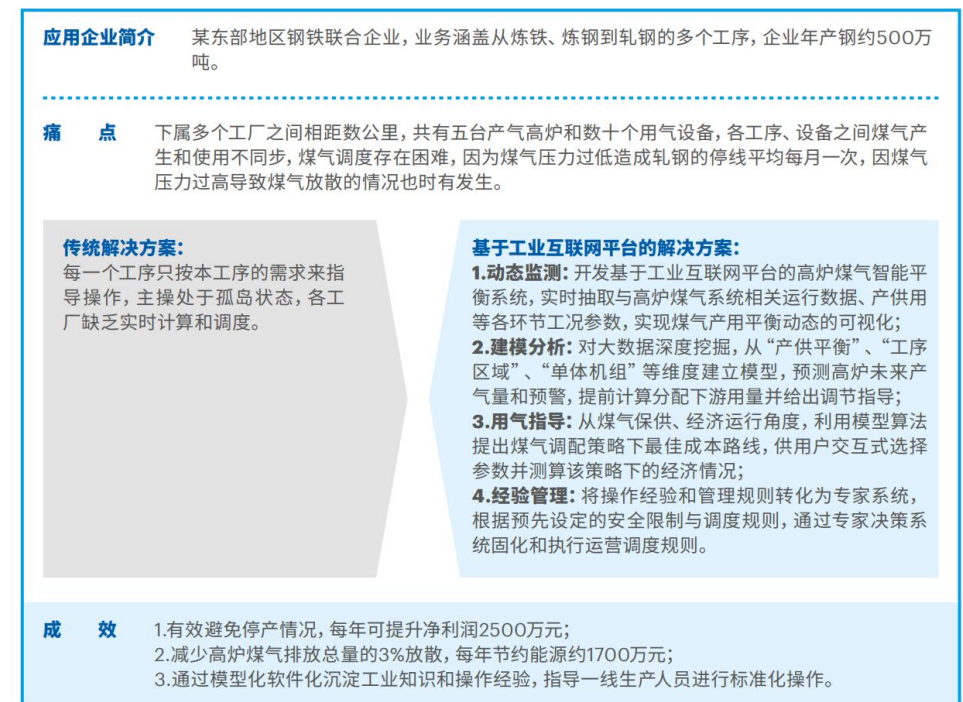 应用企业简介 某东部地区钢铁联合企业，业务涵盖从炼铁、炼钢到轧钢的多个工序，企业年产钢约500万
吨。
痛 点 下属多个工厂之间相距数公里，共有五台产气高炉和数十个用气设备，各工序、设备之间煤气产
生和使用不同步，煤气调度存在困难，因为煤气压力过低造成轧钢的停线平均每月一次，因煤气
压力过高导致煤气放散的情况也时有发生。
传统解决方案：
每一个工序只按本工序的需求来指
导操作，主操处于孤岛状态，各工
厂缺乏实时计算和调度。
基于工业互联网平台的解决方案：
1.动态监测：开发基于工业互联网平台的高炉煤气智能平
衡系统，实时抽取与高炉煤气系统相关运行数据、产供用
等各环节工况参数，实现煤气产用平衡动态的可视化；
2.建模分析：对大数据深度挖掘，从“产供平衡”、“工序
区域”、“单体机组”等维度建立模型，预测高炉未来产
气量和预警，提前计算分配下游用量并给出调节指导；
3.用气指导：从煤气保供、经济运行角度，利用模型算法
提出煤气调配策略下最佳成本路线，供用户交互式选择
参数并测算该策略下的经济情况；
4.经验管理：将操作经验和管理规则转化为专家系统，
根据预先设定的安全限制与调度规则，通过专家决策系
统固化和执行运营调度规则。
成 效 1.有效避免停产情况，每年可提升净利润2500万元；
2.减少高炉煤气排放总量的3%放散，每年节约能源约1700万元；
3.通过模型化软件化沉淀工业知识和操作经验，指导一线生产人员进行标准化操作。